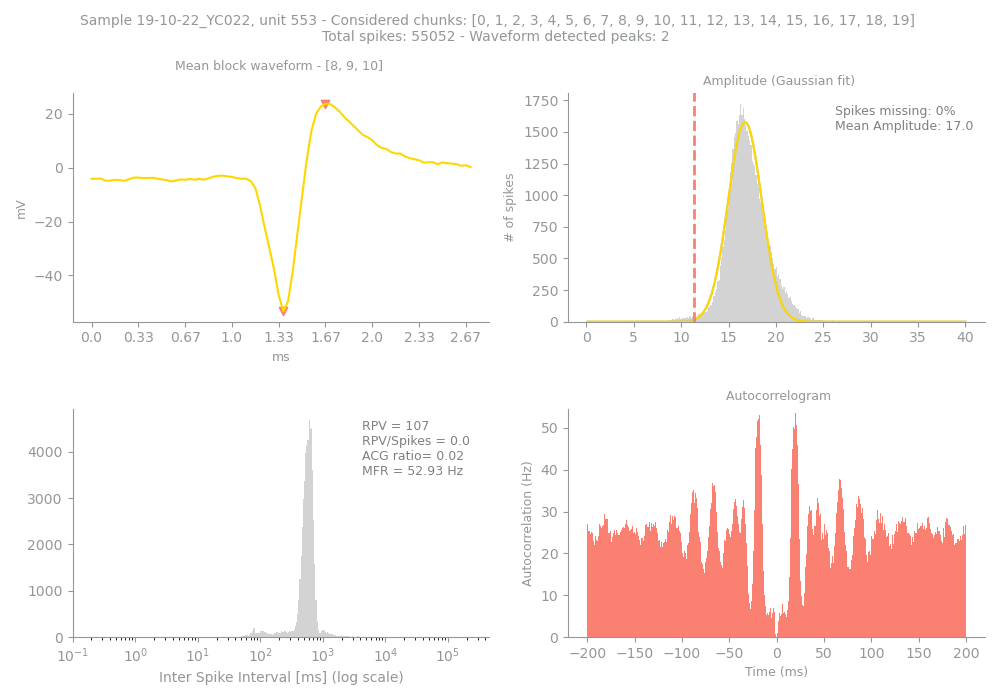 Sample 19-10-22_YC022, unit 553 - Considered chunks: [0, 1, 2, 3, 4, 5, 6, 7, 8, 9, 10, 11, 12, 13, 14, 15, 16, 17, 18, 19]
Total spikes: 55052 - Waveform detected peaks: 2
Mean block waveform - [8, 9, 10]
20
0
−20
−40
mV
0.0 0.33 0.67 1.0 1.33 1.67 2.0 2.33 2.67
ms
Amplitude (Gaussian fit)
Spikes missing: 0%
Mean Amplitude: 17.0
1750
1500
1250
1000
750
500
250
0
# of spikes
0 5 10 15 20 25 30 35 40
RPV = 107
RPV/Spikes = 0.0
ACG ratio= 0.02
MFR = 52.93 Hz
4000
3000
2000
1000
0
10⁻¹ 10⁰ 10¹ 10² 10³ 10⁴ 10⁵
Inter Spike Interval [ms] (log scale)
Autocorrelogram
50
40
30
20
10
0
Autocorrelation (Hz)
−200 −150 −100 −50 0 50 100 150 200
Time (ms)